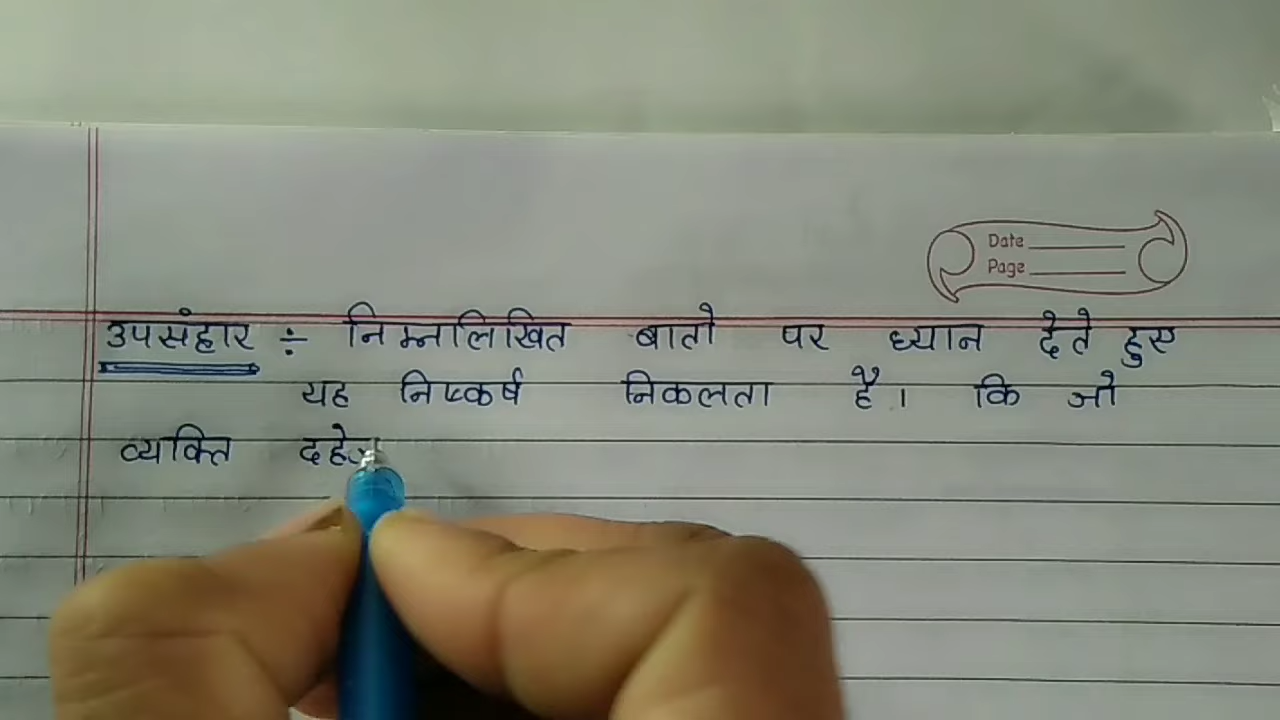 Date
Page
उपसंहार ÷ निम्नलिखित बातो पर ध्यान देते हुए
यह निष्कर्ष निकलता है। कि जो
व्यक्ति